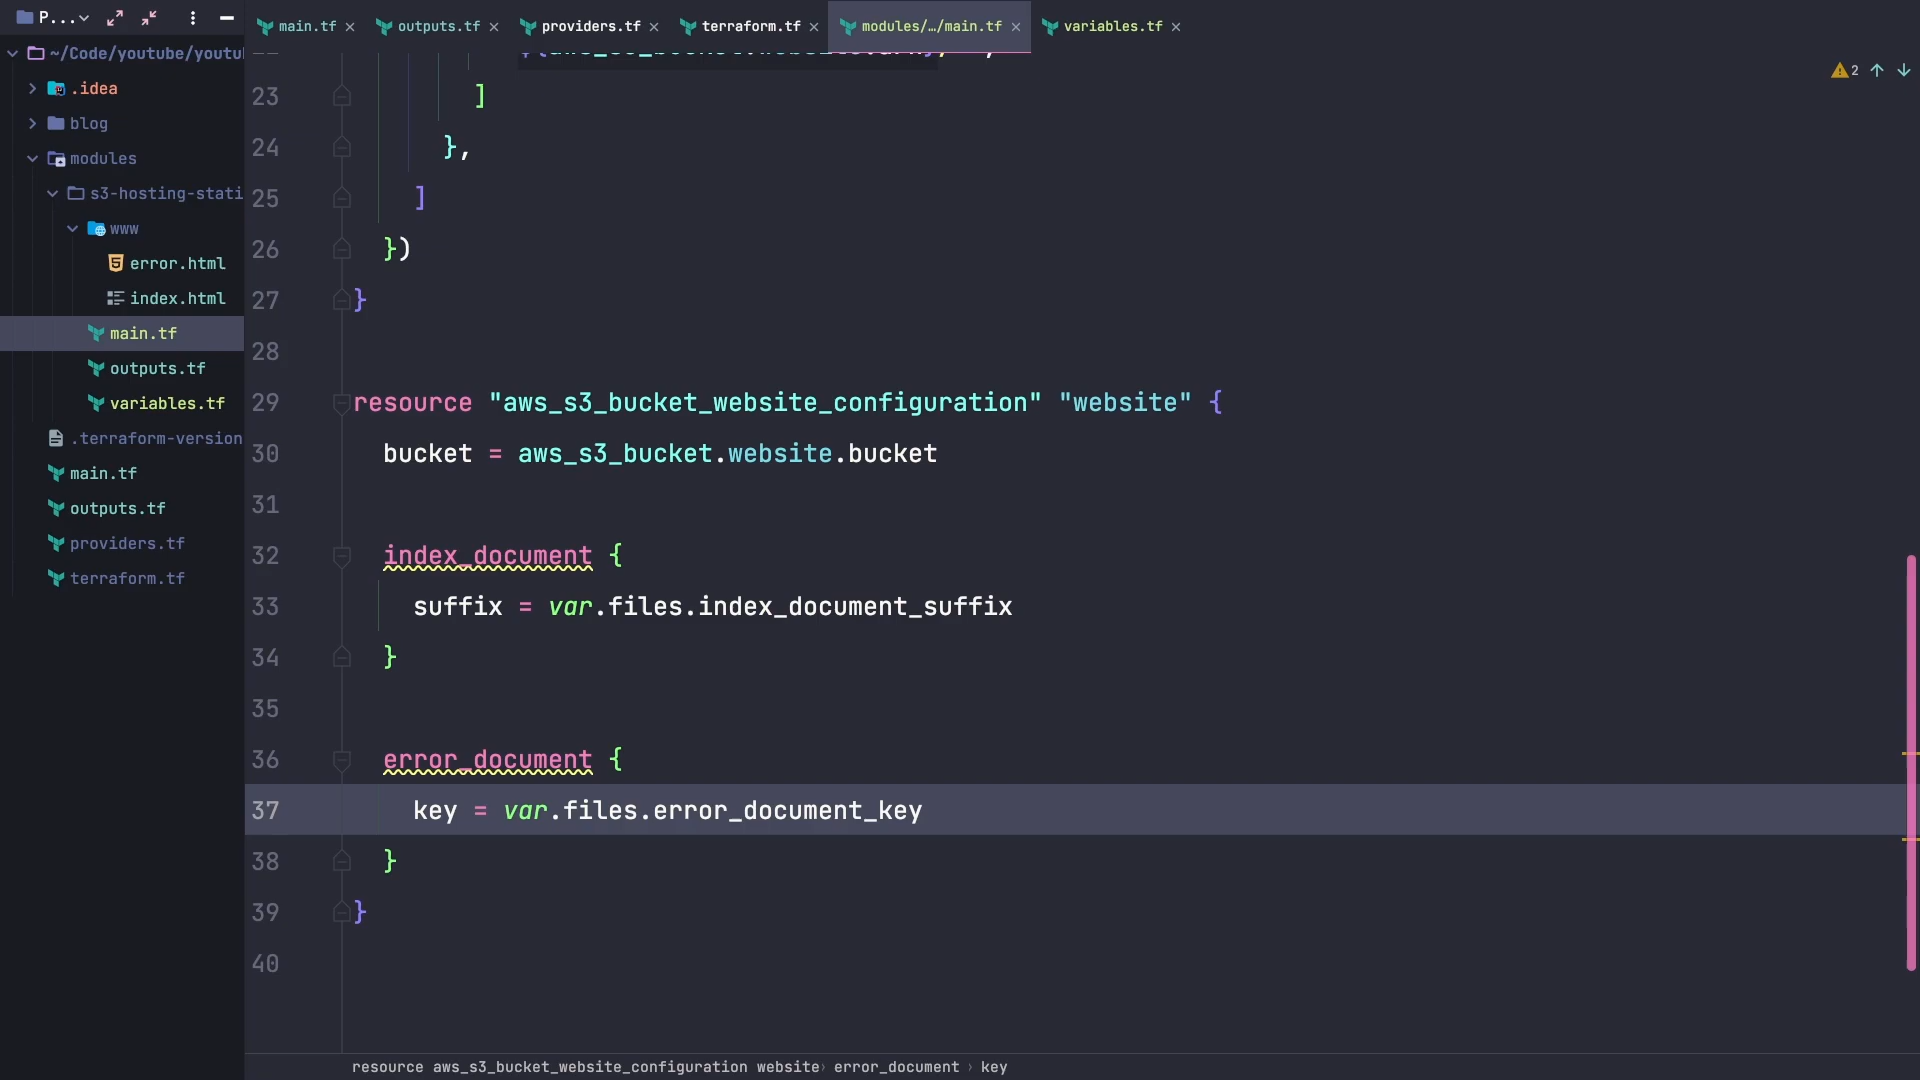 P...
main.tf
outputs.tf
providers.tf
terraform.tf
modules/…/main.tf
variables.tf
~/Code/youtube/youtu
.idea
blog
modules
s3-hosting-stati
www
error.html
index.html
main.tf
outputs.tf
variables.tf
.terraform-version
main.tf
outputs.tf
providers.tf
terraform.tf
2
23 ]
24 },
25 ]
26 })
27 }
28
29 resource "aws_s3_bucket_website_configuration" "website" {
30 bucket = aws_s3_bucket.website.bucket
31
32 index_document {
33 suffix = var.files.index_document_suffix
34 }
35
36 error_document {
37 key = var.files.error_document_key
38 }
39 }
40
resource aws_s3_bucket_website_configuration website › error_document › key